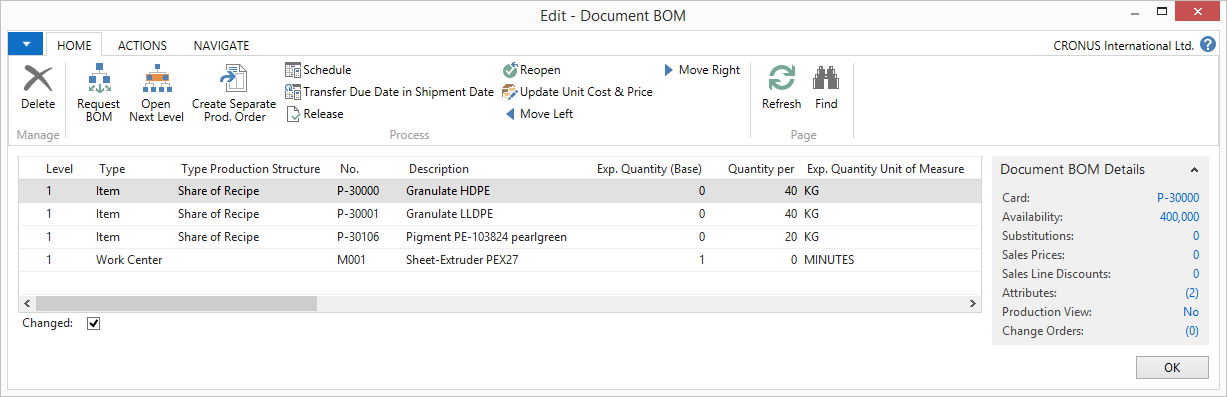 Edit - Document BOM
HOME ACTIONS NAVIGATE CRONUS International Ltd. ?
Delete
Manage
Request BOM
Open Next Level
Create Separate Prod. Order
Schedule
Transfer Due Date in Shipment Date
Release
Reopen
Update Unit Cost & Price
Move Left
Move Right
Process
Refresh
Find
Page
Level Type Type Production Structure No. Description Exp. Quantity (Base) Quantity per Exp. Quantity Unit of Measure
1 Item Share of Recipe P-30000 Granulate HDPE 0 40 KG
1 Item Share of Recipe P-30001 Granulate LLDPE 0 40 KG
1 Item Share of Recipe P-30106 Pigment PE-103824 pearlgreen 0 20 KG
1 Work Center M001 Sheet-Extruder PEX27 1 0 MINUTES
Changed:
Document BOM Details
Card: P-30000
Availability: 400,000
Substitutions: 0
Sales Prices: 0
Sales Line Discounts: 0
Attributes: (2)
Production View: No
Change Orders: (0)
OK